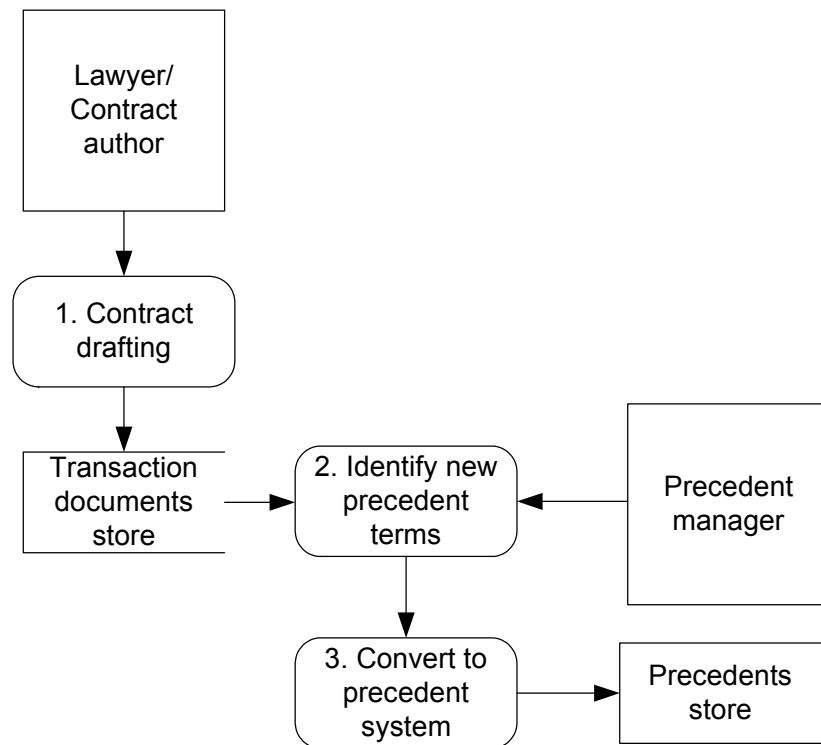 Lawyer/
Contract
author
1. Contract
drafting
Transaction
documents
store
2. Identify new
precedent
terms
Precedent
manager
3. Convert to
precedent
system
Precedents
store